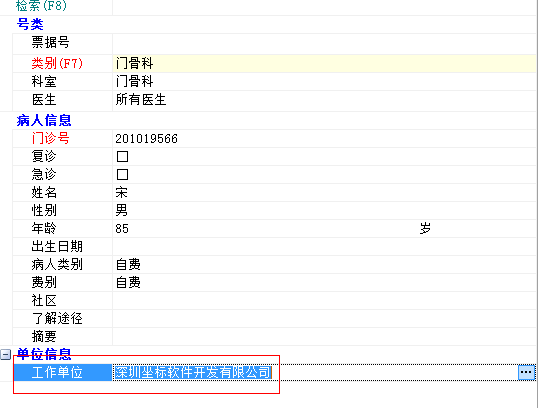 检索(F8)
号类
票据号
类别(F7) 门骨科
科室 门骨科
医生 所有医生
病人信息
门诊号 201019566
复诊
急诊
姓名 宋
性别 男
年龄 85 岁
出生日期
病人类别 自费
费别 自费
社区
了解途径
摘要
单位信息
工作单位 深圳坐标软件开发有限公司 ...